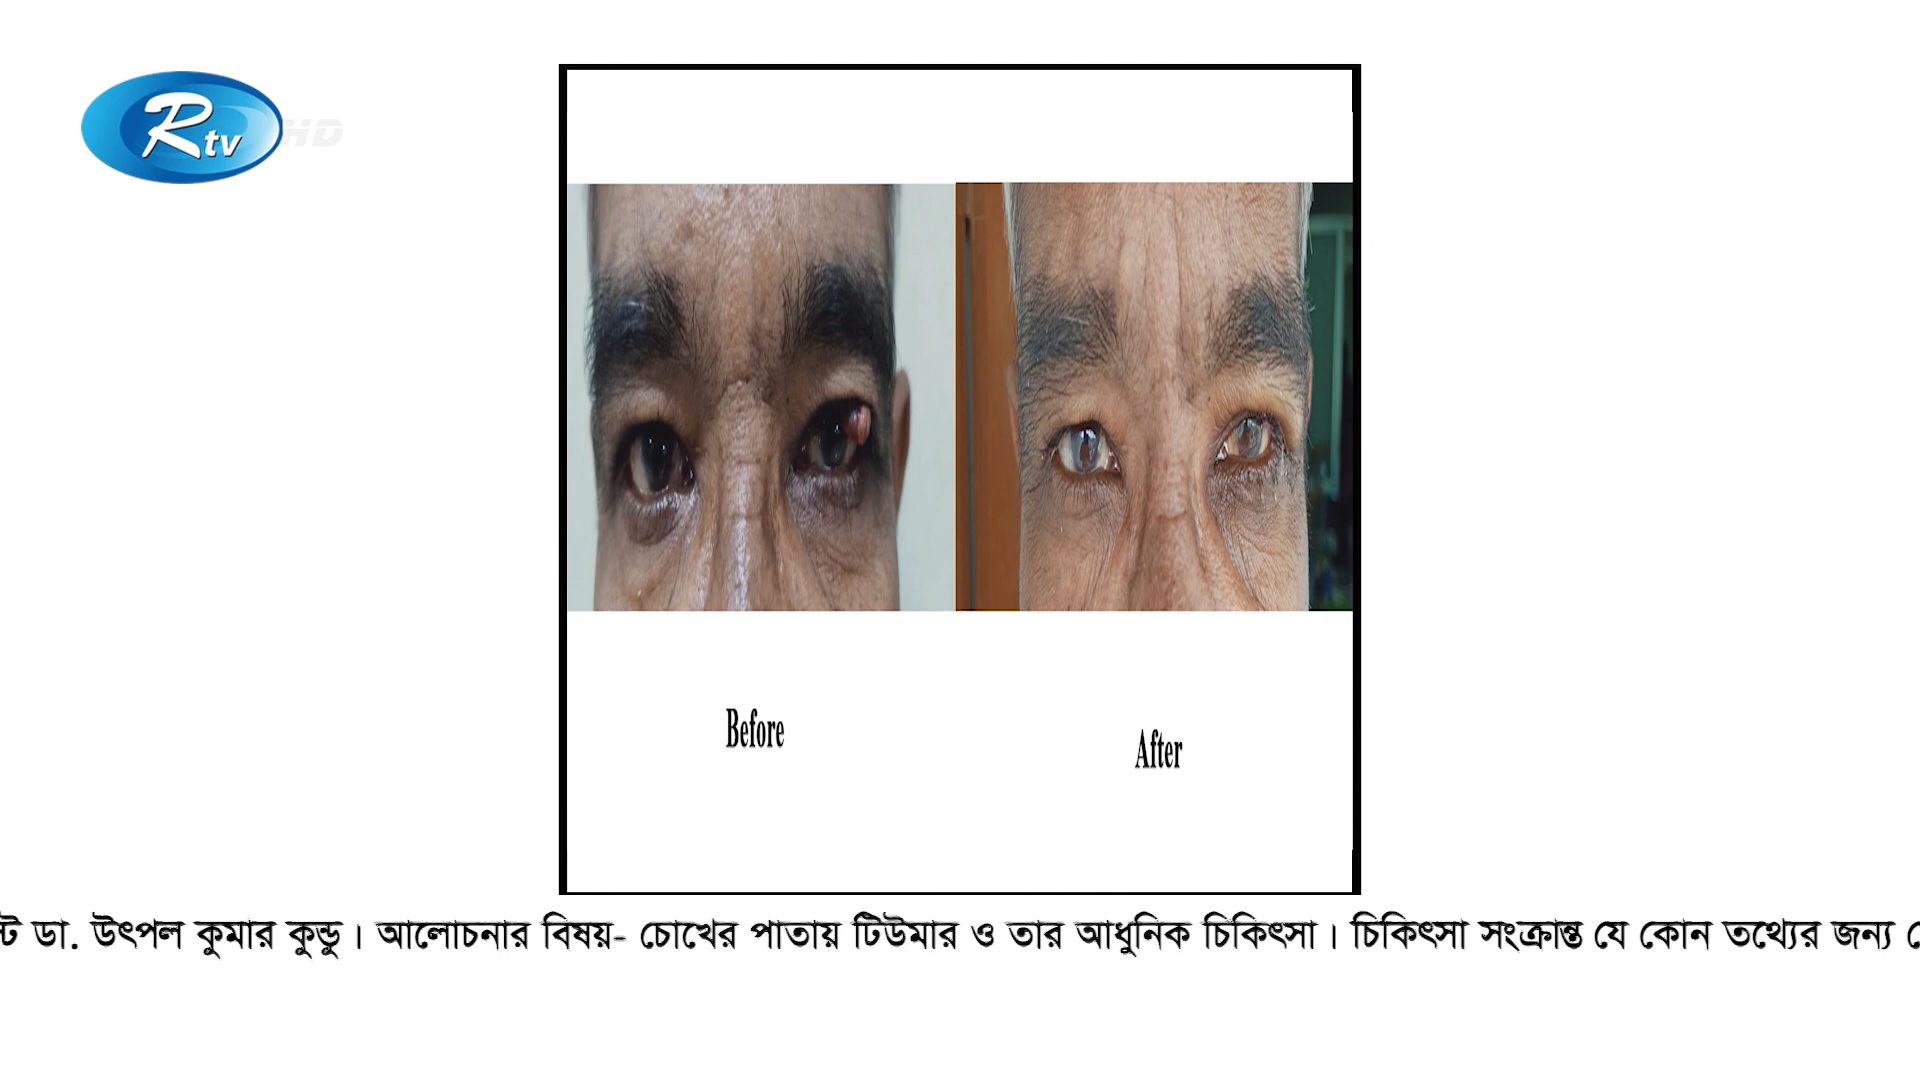 Rtv HD
Before
After
ডা. উৎপল কুমার কুন্ডু। আলোচনার বিষয়- চোখের পাতায় টিউমার ও তার আধুনিক চিকিৎসা। চিকিৎসা সংক্রান্ত যে কোন তথ্যের জন্য